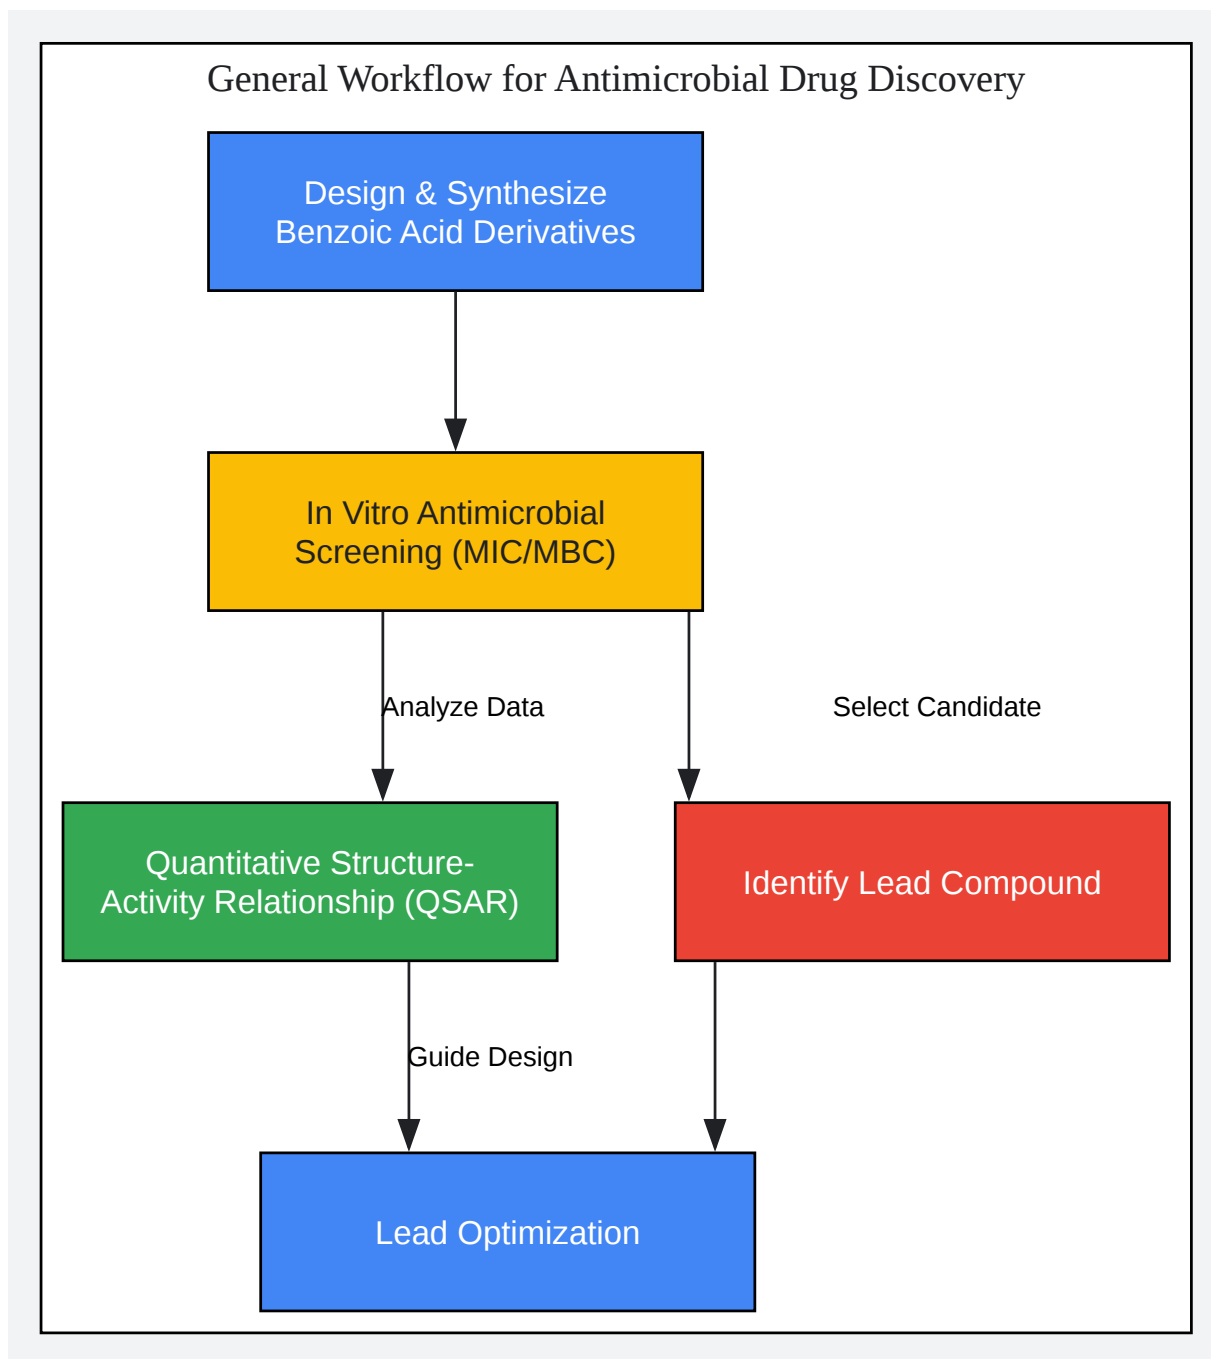 General Workflow for Antimicrobial Drug Discovery
Design & Synthesize
Benzoic Acid Derivatives
In Vitro Antimicrobial
Screening (MIC/MBC)
Analyze Data
Select Candidate
Quantitative Structure-
Activity Relationship (QSAR)
Identify Lead Compound
Guide Design
Lead Optimization